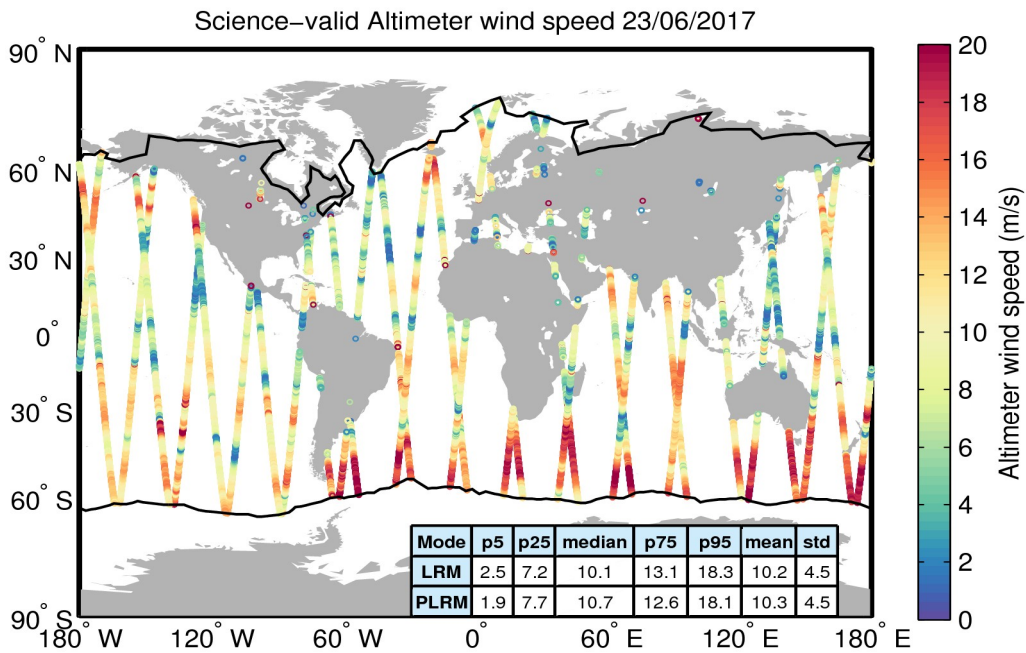 Science-valid Altimeter wind speed 23/06/2017
90° N
60° N
30° N
0°
30° S
60° S
90° S
180° W
120° W
60° W
0°
60° E
120° E
180° E
Mode p5 p25 median p75 p95 mean std
LRM 2.5 7.2 10.1 13.1 18.3 10.2 4.5
PLRM 1.9 7.7 10.7 12.6 18.1 10.3 4.5
20
18
16
14
12
10
8
6
4
2
0
Altimeter wind speed (m/s)